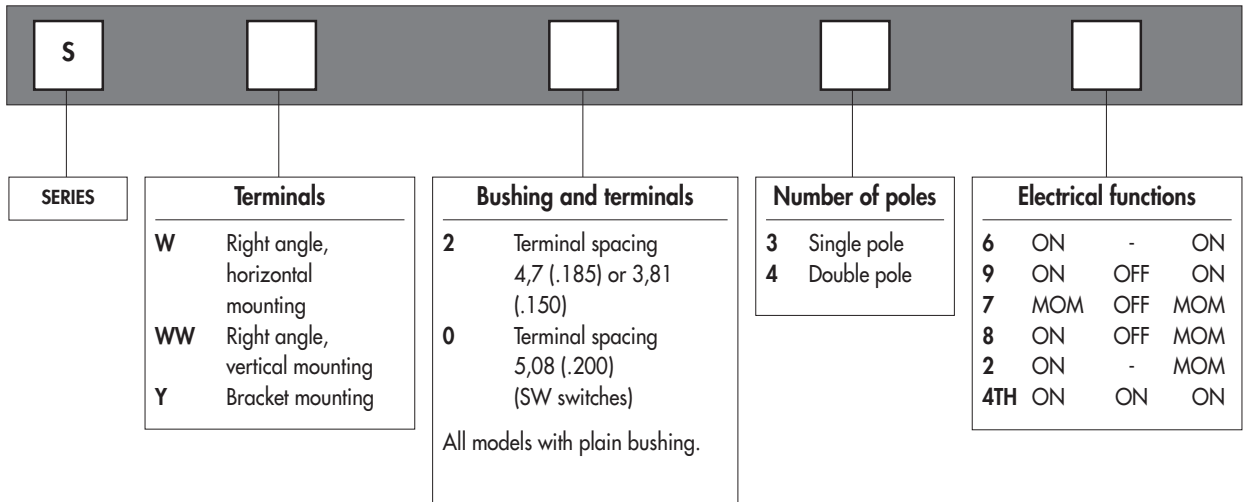 S
SERIES
Terminals
W Right angle,
horizontal
mounting
WW Right angle,
vertical mounting
Y Bracket mounting
Bushing and terminals
2 Terminal spacing
4,7 (.185) or 3,81
(.150)
0 Terminal spacing
5,08 (.200)
(SW switches)
All models with plain bushing.
Number of poles
3 Single pole
4 Double pole
Electrical functions
6 ON - ON
9 ON OFF ON
7 MOM OFF MOM
8 ON OFF MOM
2 ON - MOM
4TH ON ON ON